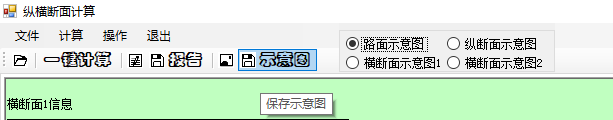 纵横断面计算
文件 计算 操作 退出
一键计算 报告 示意图
路面示意图 纵断面示意图
横断面示意图1 横断面示意图2
横断面1信息
保存示意图